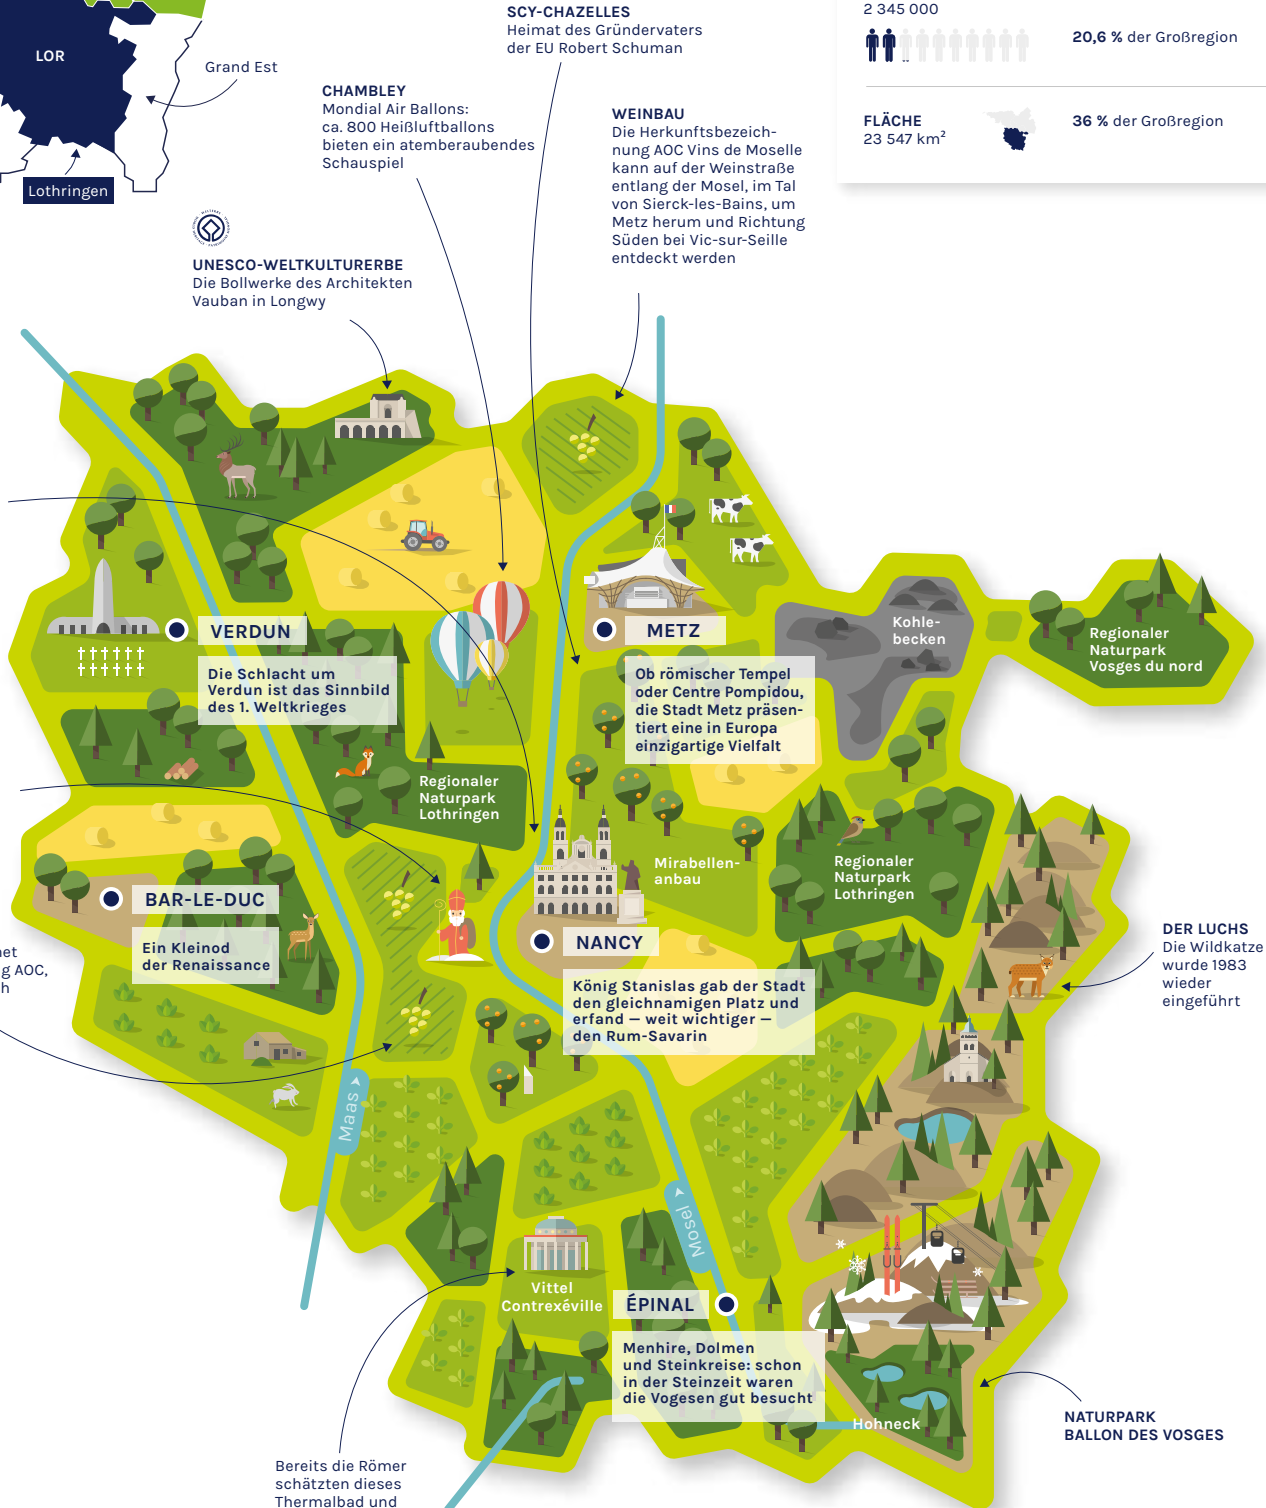 LOR
Grand Est
Lothringen
SCY-CHAZELLES
Heimat des Gründervaters
der EU Robert Schuman
2 345 000
20,6 % der Großregion
FLÄCHE
23 547 km²
36 % der Großregion
CHAMBLEY
Mondial Air Ballons:
ca. 800 Heißluftballons
bieten ein atemberaubendes
Schauspiel
WEINBAU
Die Herkunftsbezeich-
nung AOC Vins de Moselle
kann auf der Weinstraße
entlang der Mosel, im Tal
von Sierck-les-Bains, um
Metz herum und Richtung
Süden bei Vic-sur-Seille
entdeckt werden
UNESCO-WELTKULTURERBE
Die Bollwerke des Architekten
Vauban in Longwy
VERDUN
Die Schlacht um
Verdun ist das Sinnbild
des 1. Weltkrieges
METZ
Ob römischer Tempel
oder Centre Pompidou,
die Stadt Metz präsen-
tiert eine in Europa
einzigartige Vielfalt
Kohle-
becken
Regionaler
Naturpark
Vosges du nord
Regionaler
Naturpark
Lothringen
Mirabellen-
anbau
Regionaler
Naturpark
Lothringen
BAR-LE-DUC
Ein Kleinod
der Renaissance
NANCY
König Stanislas gab der Stadt
den gleichnamigen Platz und
erfand – weit wichtiger –
den Rum-Savarin
DER LUCHS
Die Wildkatze
wurde 1983
wieder
eingeführt
g AOC,
h
Maas
Mosel
Vittel
Contrexéville
ÉPINAL
Menhire, Dolmen
und Steinkreise: schon
in der Steinzeit waren
die Vogesen gut besucht
Hohneck
NATURPARK
BALLON DES VOSGES
Bereits die Römer
schätzten dieses
Thermalbad und